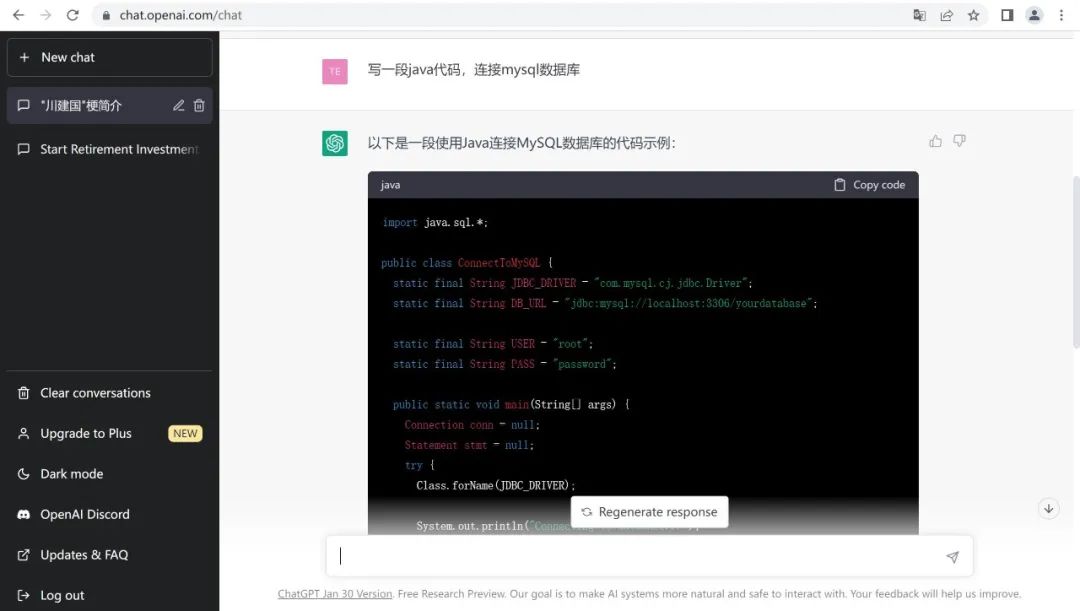 chat.openai.com/chat
New chat
"川建国"梗简介
Start Retirement Investment
Clear conversations
Upgrade to Plus NEW
Dark mode
OpenAI Discord
Updates & FAQ
Log out
TE
写一段java代码，连接mysql数据库
以下是一段使用Java连接MySQL数据库的代码示例：
java Copy code
import java.sql.*;
public class ConnectToMySQL {
static final String JDBC_DRIVER = "com.mysql.cj.jdbc.Driver";
static final String DB_URL = "jdbc:mysql://localhost:3306/yourdatabase";
static final String USER = "root";
static final String PASS = "password";
public static void main(String[] args) {
Connection conn = null;
Statement stmt = null;
try {
Class.forName(JDBC_DRIVER);
System.out.println("
Regenerate response
ChatGPT Jan 30 Version. Free Research Preview. Our goal is to make AI systems more natural and safe to interact with. Your feedback will help us improve.